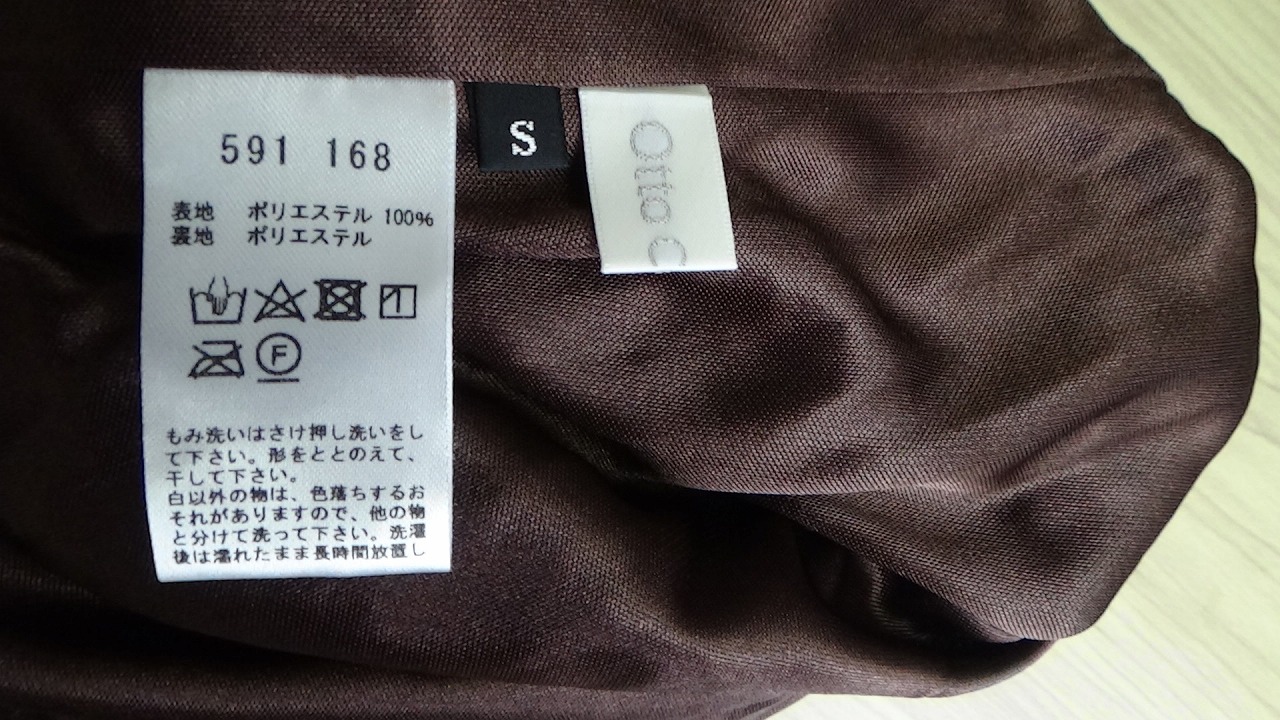 591 168
表地 ポリエステル 100%
裏地 ポリエステル
F
もみ洗いはさけ押し洗いをし
て下さい。形をととのえて、
干して下さい。
白以外の物は、色落ちするお
それがありますので、他の物
と分けて洗って下さい。洗濯
後は濡れたまま長時間放置し
S
Otto C